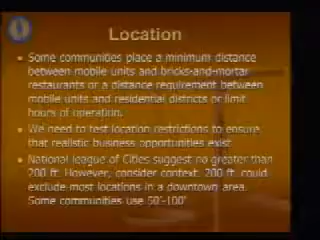 Location
Some communities place a minimum distance
between mobile units and bricks-and-mortar
restaurants or a distance requirement between
mobile units and residential districts or limit
hours of operation.
We need to test location restrictions to ensure
that realistic business opportunities exist
National league of Cities suggest no greater than
200 ft. However, consider context. 200 ft. could
exclude most locations in a downtown area.
Some communities use 50'-100'